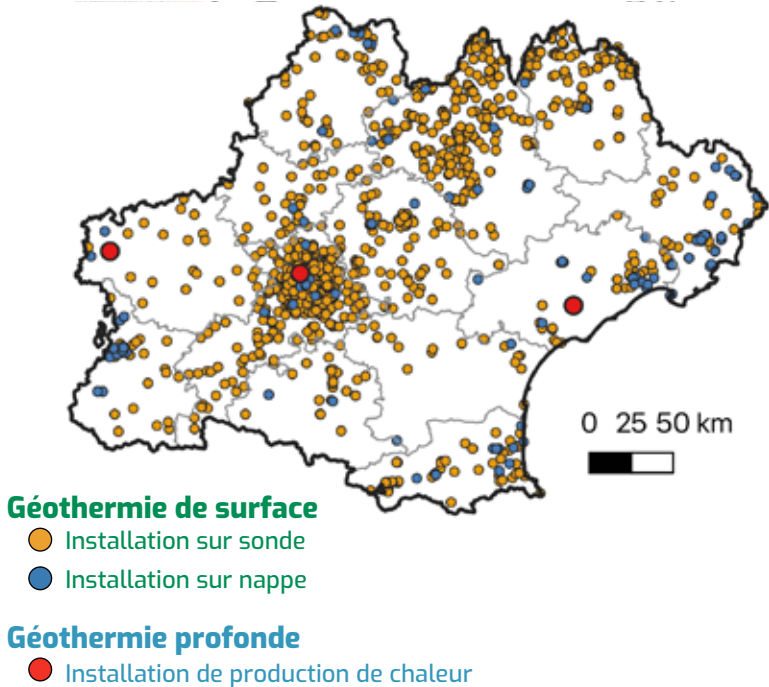 0 25 50 km
Géothermie de surface
Installation sur sonde
Installation sur nappe
Géothermie profonde
Installation de production de chaleur